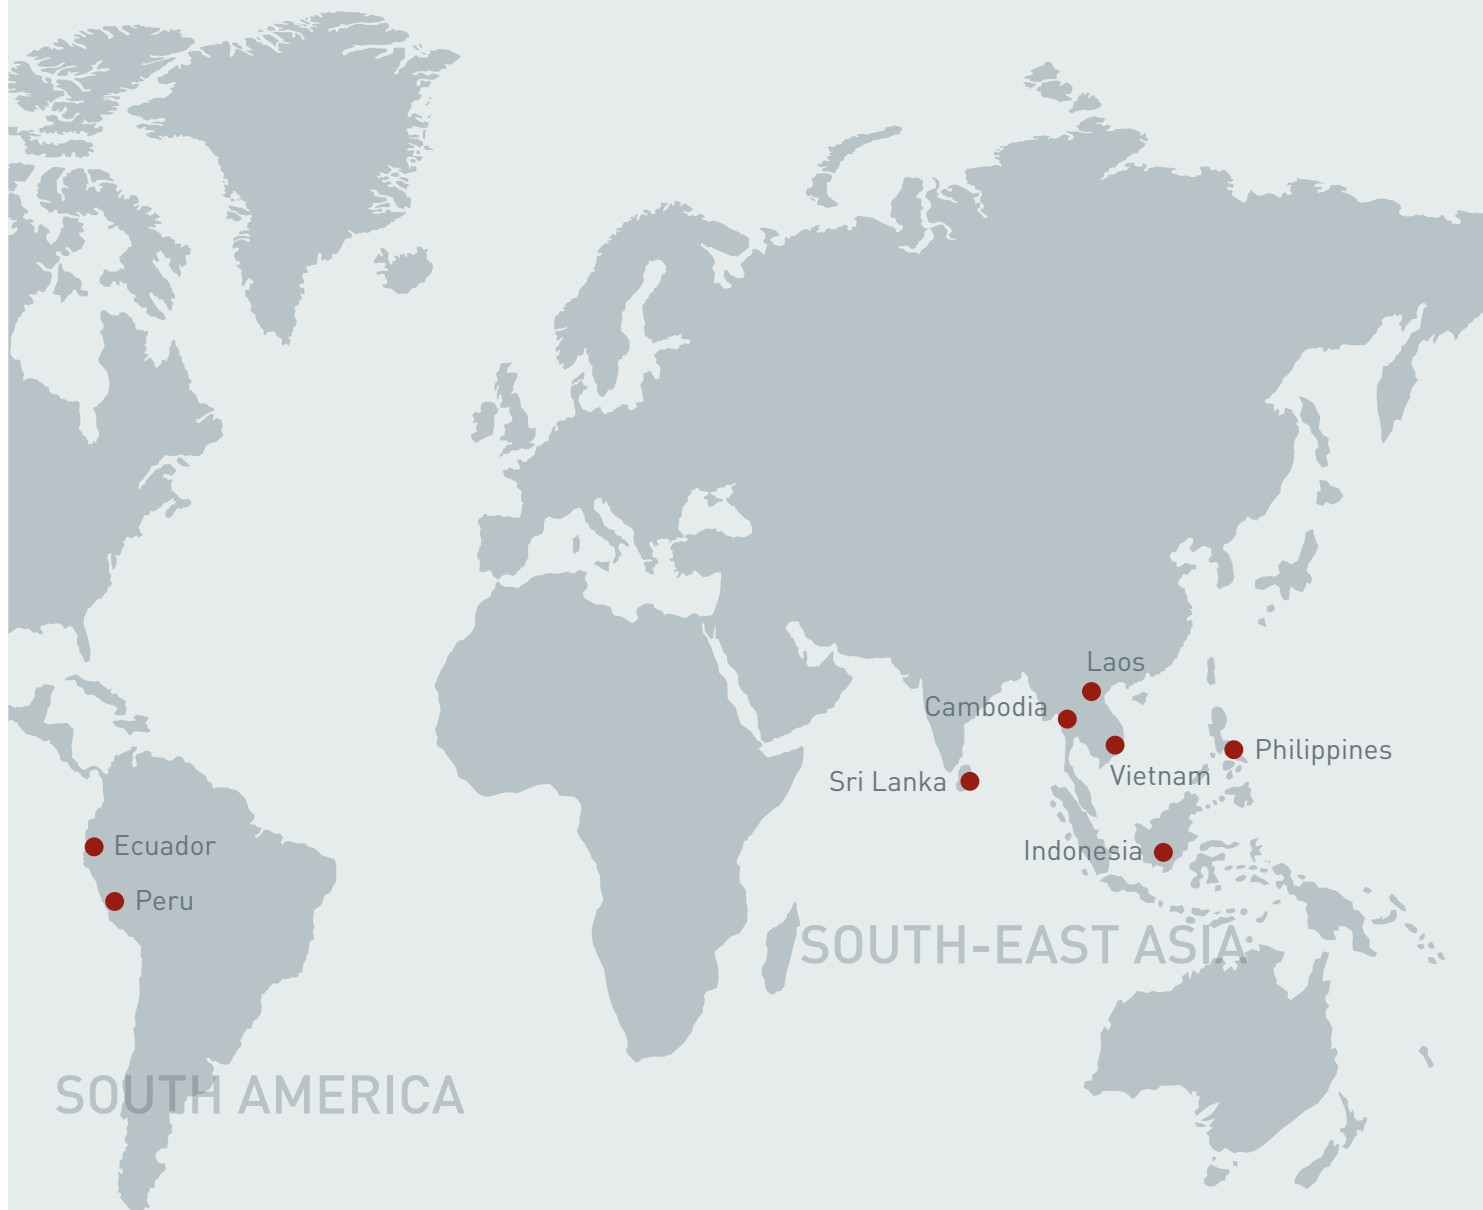 Laos
Cambodia
Philippines
Vietnam
Sri Lanka
Ecuador
Indonesia
Peru
SOUTH-EAST ASIA
SOUTH AMERICA